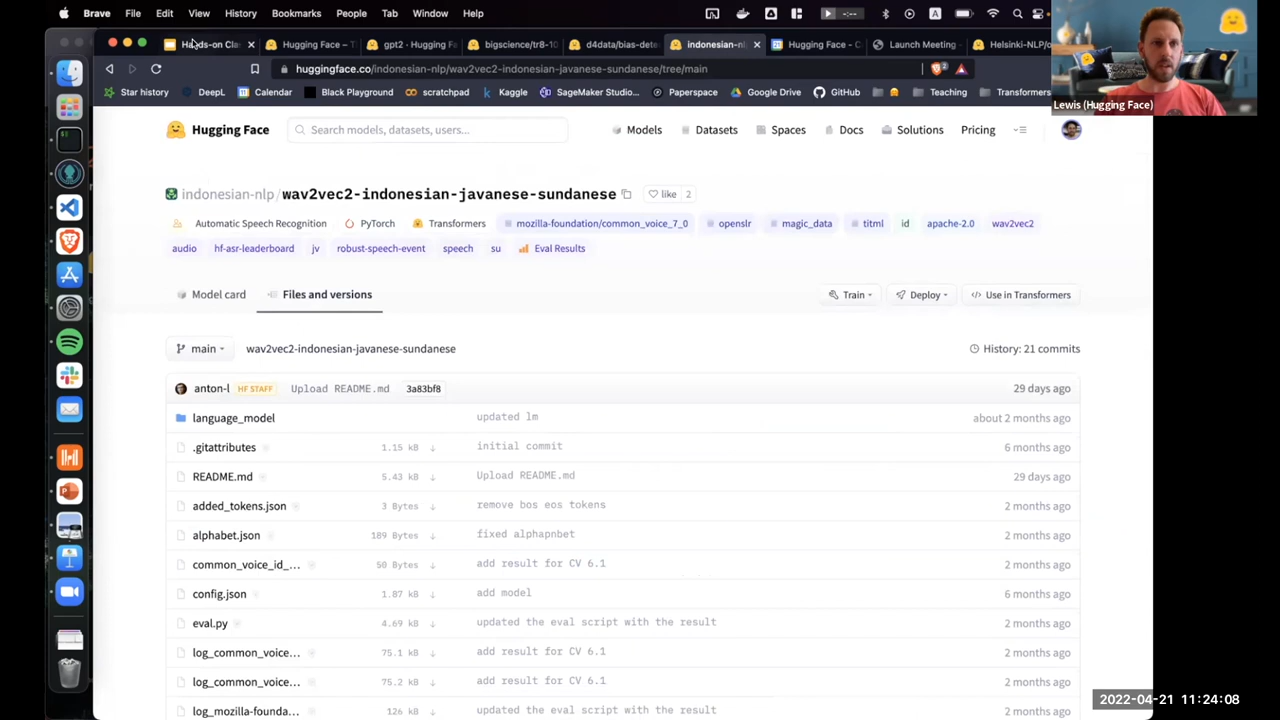 Brave File Edit View History Bookmarks People Tab Window Help
Hands-on Cla Hugging Face – T gpt2 · Hugging F bigscience/tr8-10 d4data/bias-dete indonesian-nl Hugging Face - C Launch Meeting - Helsinki-NLP/o
huggingface.co/indonesian-nlp/wav2vec2-indonesian-javanese-sundanese/tree/main
Star history DeepL Calendar Black Playground scratchpad Kaggle SageMaker Studio... Paperspace Google Drive GitHub Teaching Transformers
Lewis (Hugging Face)
Hugging Face Search models, datasets, users... Models Datasets Spaces Docs Solutions Pricing
indonesian-nlp/wav2vec2-indonesian-javanese-sundanese like 2
Automatic Speech Recognition PyTorch Transformers mozilla-foundation/common_voice_7_0 openslr magic_data titml id apache-2.0 wav2vec2
audio hf-asr-leaderboard jv robust-speech-event speech su Eval Results
Model card Files and versions Train Deploy </> Use in Transformers
main wav2vec2-indonesian-javanese-sundanese History: 21 commits
anton-l HF STAFF Upload README.md 3a83bf8 29 days ago
language_model updated lm about 2 months ago
.gitattributes 1.15 kB initial commit 6 months ago
README.md 5.43 kB Upload README.md 29 days ago
added_tokens.json 3 Bytes remove bos eos tokens 2 months ago
alphabet.json 189 Bytes fixed alphapnbet 2 months ago
common_voice_id_... 50 Bytes add result for CV 6.1 2 months ago
config.json 1.87 kB add model 6 months ago
eval.py 4.69 kB updated the eval script with the result 2 months ago
log_common_voice... 75.1 kB add result for CV 6.1 2 months ago
log_common_voice... 75.2 kB add result for CV 6.1 2 months ago
log_mozilla-founda... kB updated the eval script with the result 2 months ago
2022-04-21 11:24:08